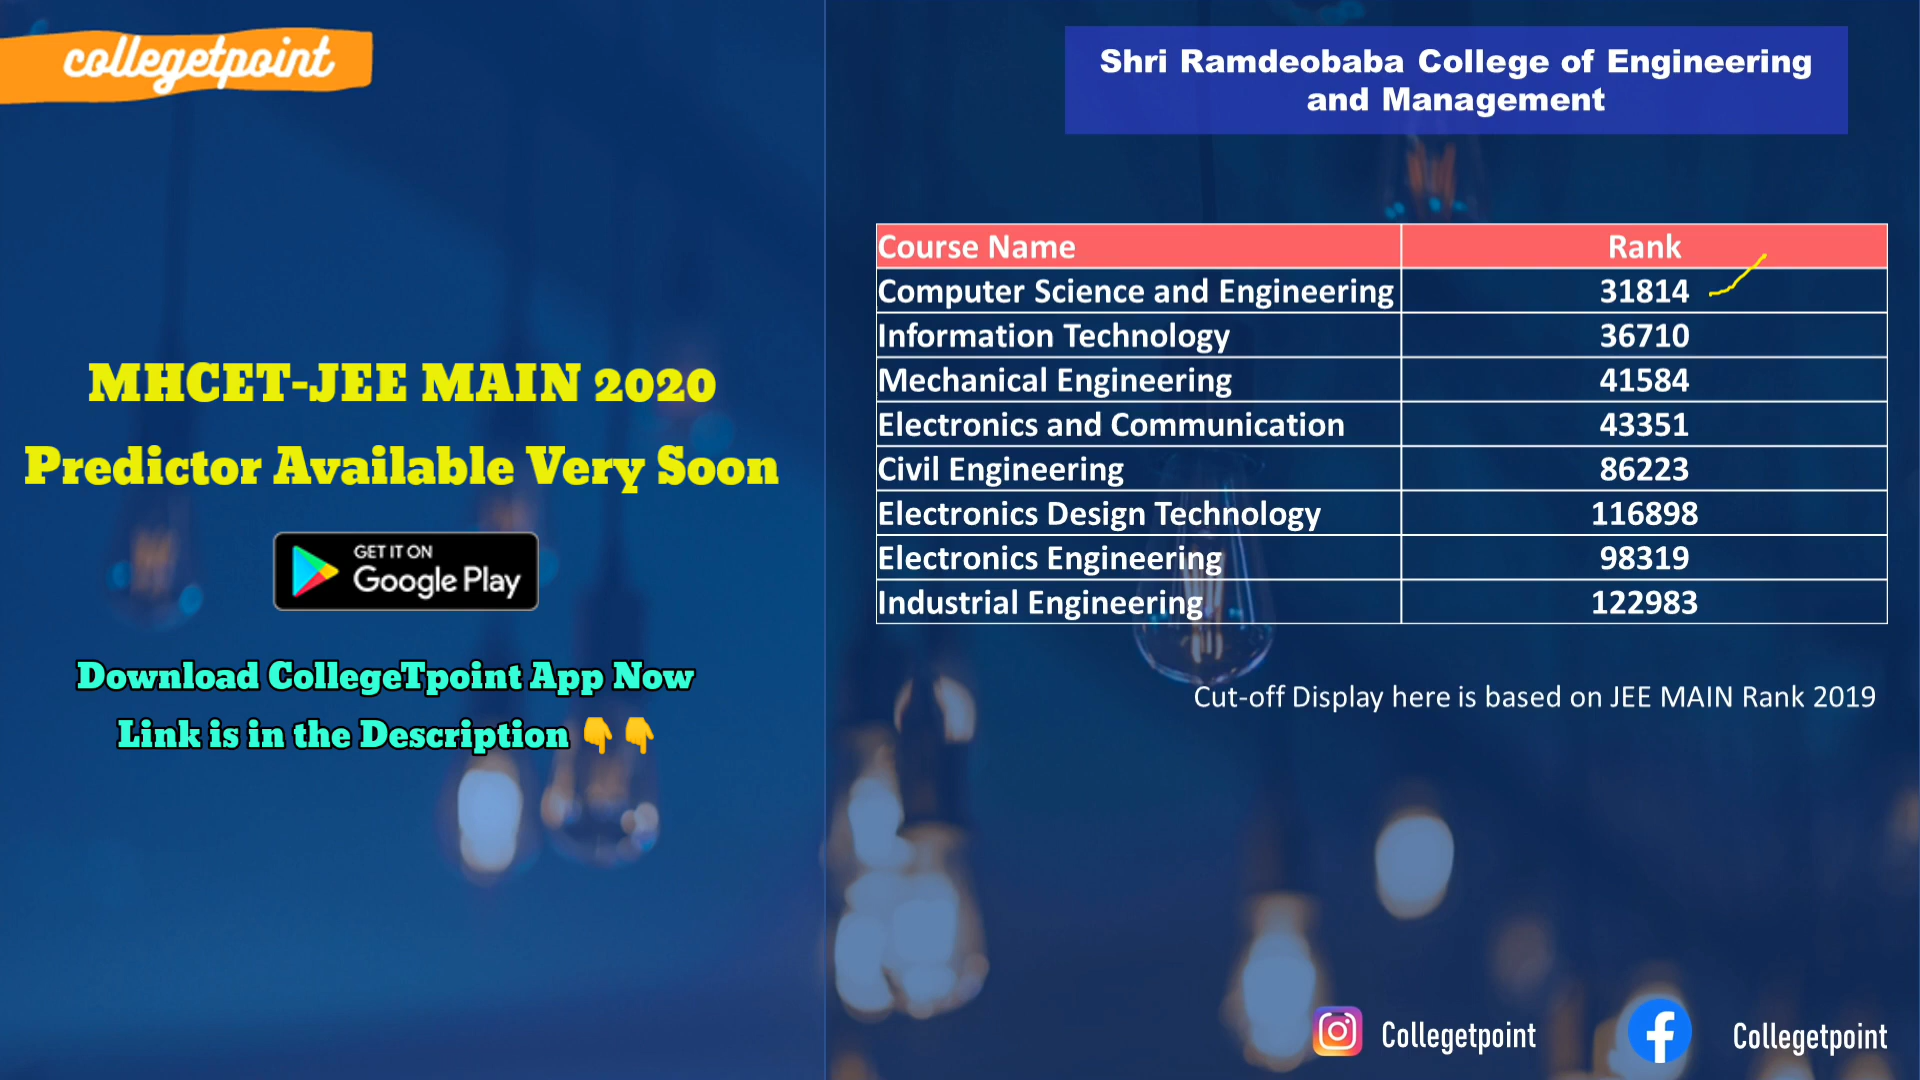 collegetpoint
MHCET-JEE MAIN 2020
Predictor Available Very Soon
GET IT ON
Google Play
Download CollegeTpoint App Now
Link is in the Description 👇👇
Shri Ramdeobaba College of Engineering
and Management
Course Name Rank
Computer Science and Engineering 31814
Information Technology 36710
Mechanical Engineering 41584
Electronics and Communication 43351
Civil Engineering 86223
Electronics Design Technology 116898
Electronics Engineering 98319
Industrial Engineering 122983
Cut-off Display here is based on JEE MAIN Rank 2019
Collegetpoint Collegetpoint